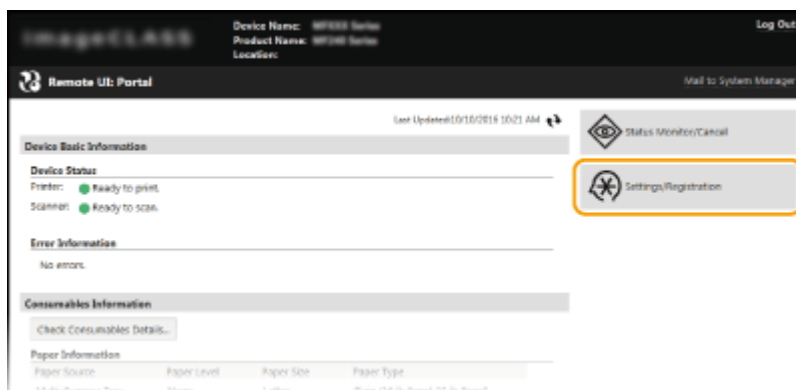 imageCLASS
Device Name:
Product Name:
Location:
Log Out
Remote UI: Portal
Mail to System Manager
Last Updated:10/10/2016 10:21 AM
Status Monitor/Cancel
Device Basic Information
Device Status
Printer: Ready to print.
Scanner: Ready to scan.
Settings/Registration
Error Information
No errors.
Consumables Information
Check Consumables Details...
Paper Information
Paper Source Paper Level Paper Size Paper Type